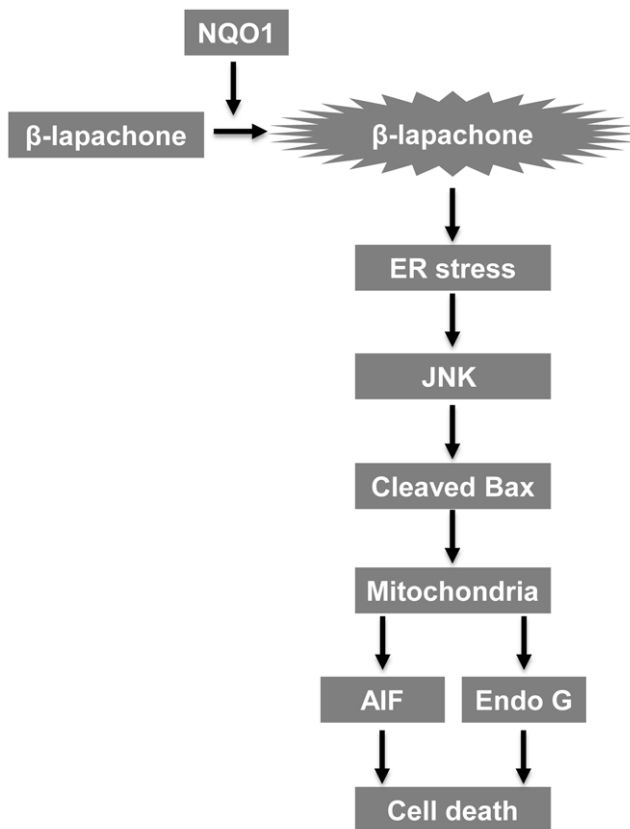 NQO1
β-lapachone
β-lapachone
ER stress
JNK
Cleaved Bax
Mitochondria
AIF
Endo G
Cell death